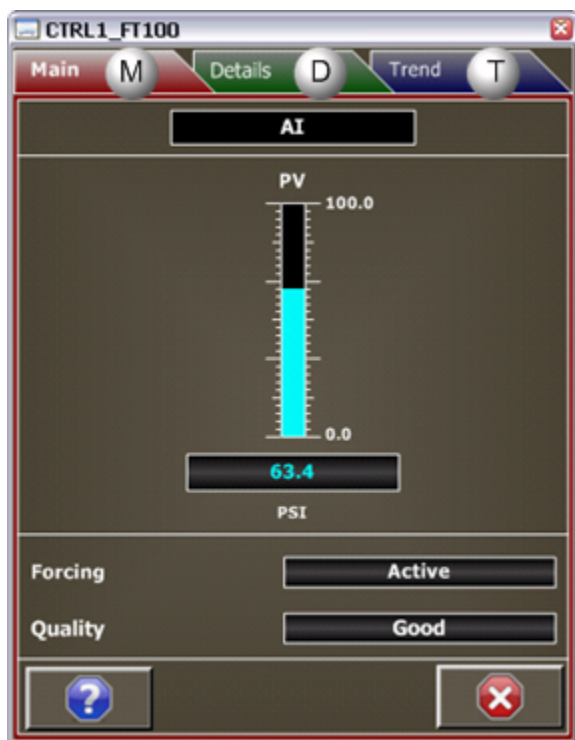 CTRL1_FT100
Main M Details D Trend T
AI
PV
100.0
0.0
63.4
PSI
Forcing Active
Quality Good
?